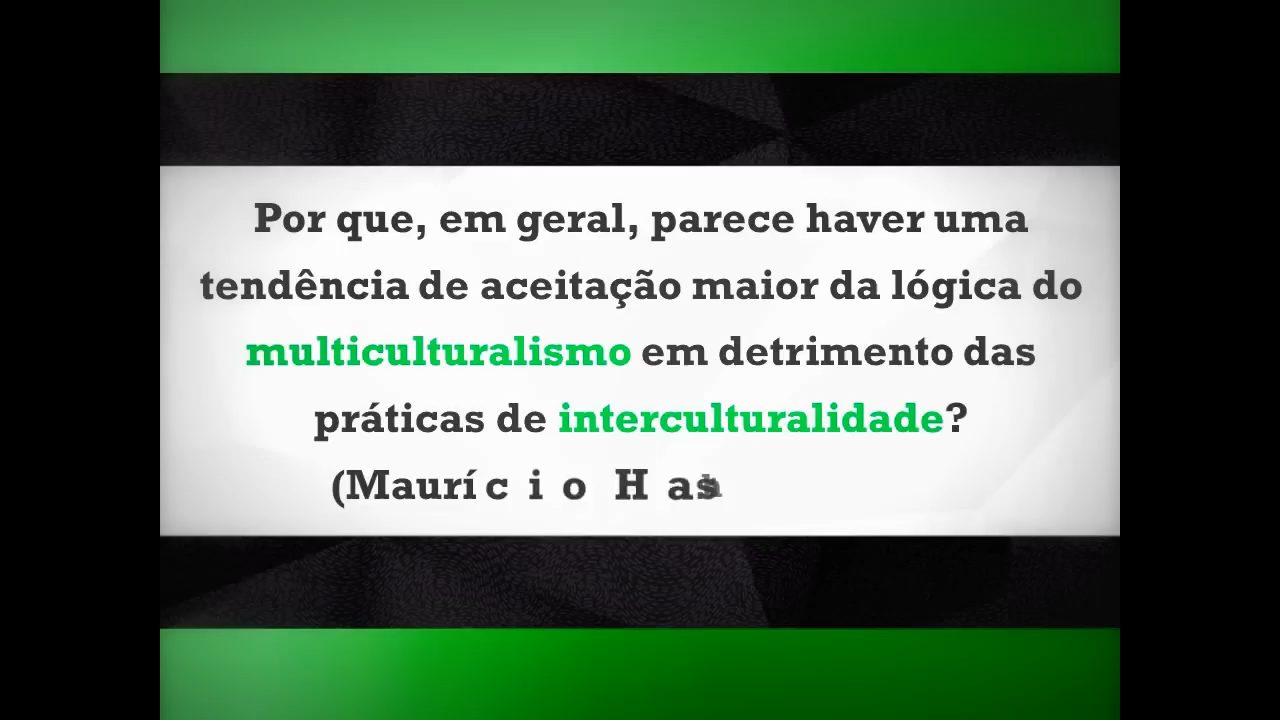 Por que, em geral, parece haver uma
tendência de aceitação maior da lógica do
multiculturalismo em detrimento das
práticas de interculturalidade?
(Maurício